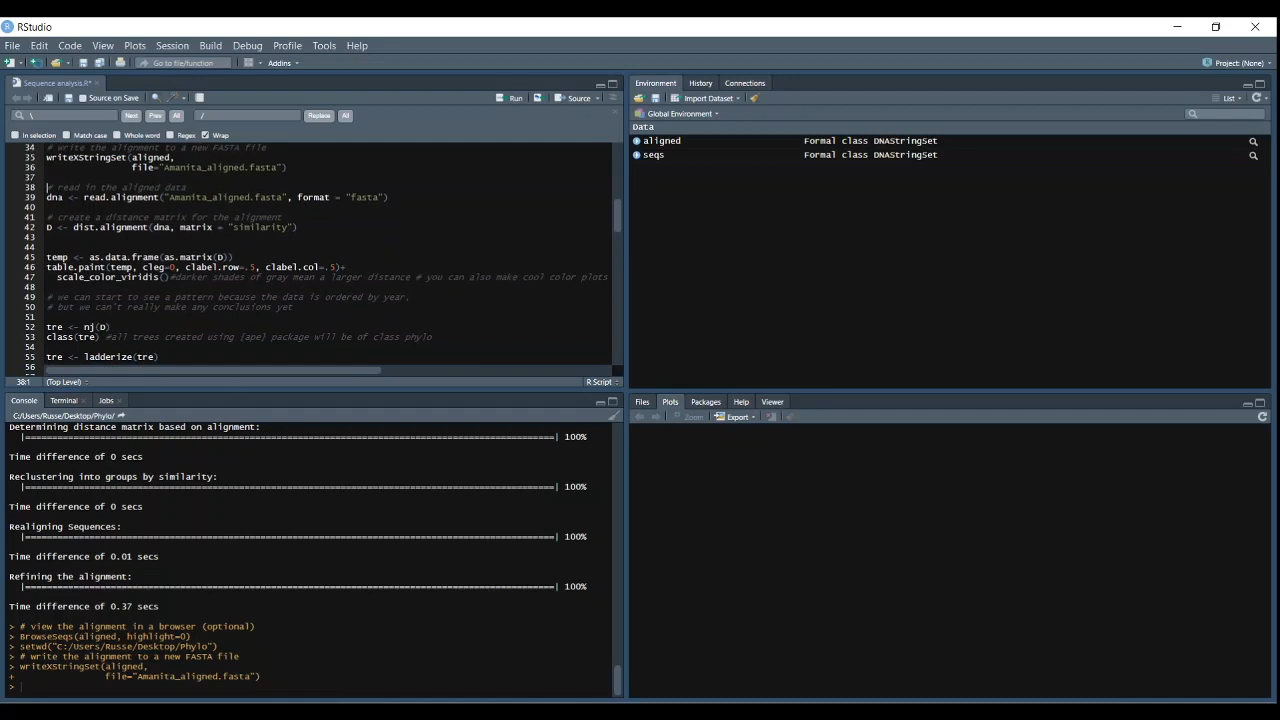 RStudio
File Edit Code View Plots Session Build Debug Profile Tools Help
Go to file/function Addins Project: (None)
Sequence analysis.R*
Source on Save Run Source
\ Next Prev All / Replace All
In selection Match case Whole word Regex Wrap
34 # write the alignment to a new FASTA file
35 writeXStringSet(aligned,
36 file="Amanita_aligned.fasta")
37
38 # read in the aligned data
39 dna <- read.alignment("Amanita_aligned.fasta", format = "fasta")
40
41 # create a distance matrix for the alignment
42 D <- dist.alignment(dna, matrix = "similarity")
43
44
45 temp <- as.data.frame(as.matrix(D))
46 table.paint(temp, cleg=0, clabel.row=.5, clabel.col=.5)+
47 scale_color_viridis()#darker shades of gray mean a larger distance # you can also make cool color plots
48
49 # we can start to see a pattern because the data is ordered by year,
50 # but we can't really make any conclusions yet
51
52 tre <- nj(D)
53 class(tre) #all trees created using {ape} package will be of class phylo
54
55 tre <- ladderize(tre)
56
38:1 (Top Level) R Script
Console Terminal Jobs
C:/Users/Russe/Desktop/Phylo/
Determining distance matrix based on alignment:
|================================================================================| 100%
Time difference of 0 secs
Reclustering into groups by similarity:
|================================================================================| 100%
Time difference of 0 secs
Realigning Sequences:
|================================================================================| 100%
Time difference of 0.01 secs
Refining the alignment:
|================================================================================| 100%
Time difference of 0.37 secs
> # view the alignment in a browser (optional)
> BrowseSeqs(aligned, highlight=0)
> setwd("C:/Users/Russe/Desktop/Phylo")
> # write the alignment to a new FASTA file
> writeXStringSet(aligned,
+ file="Amanita_aligned.fasta")
>
Environment History Connections
Import Dataset List
Global Environment
Data
aligned Formal class DNAStringSet
seqs Formal class DNAStringSet
Files Plots Packages Help Viewer
Zoom Export